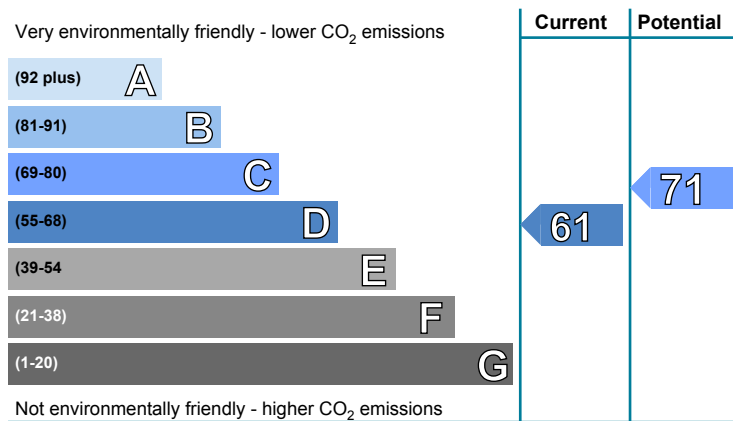 Current Potential
Very environmentally friendly - lower CO2 emissions
(92 plus) A
(81-91) B
(69-80) C
71
(55-68) D
61
(39-54 E
(21-38) F
(1-20) G
Not environmentally friendly - higher CO2 emissions